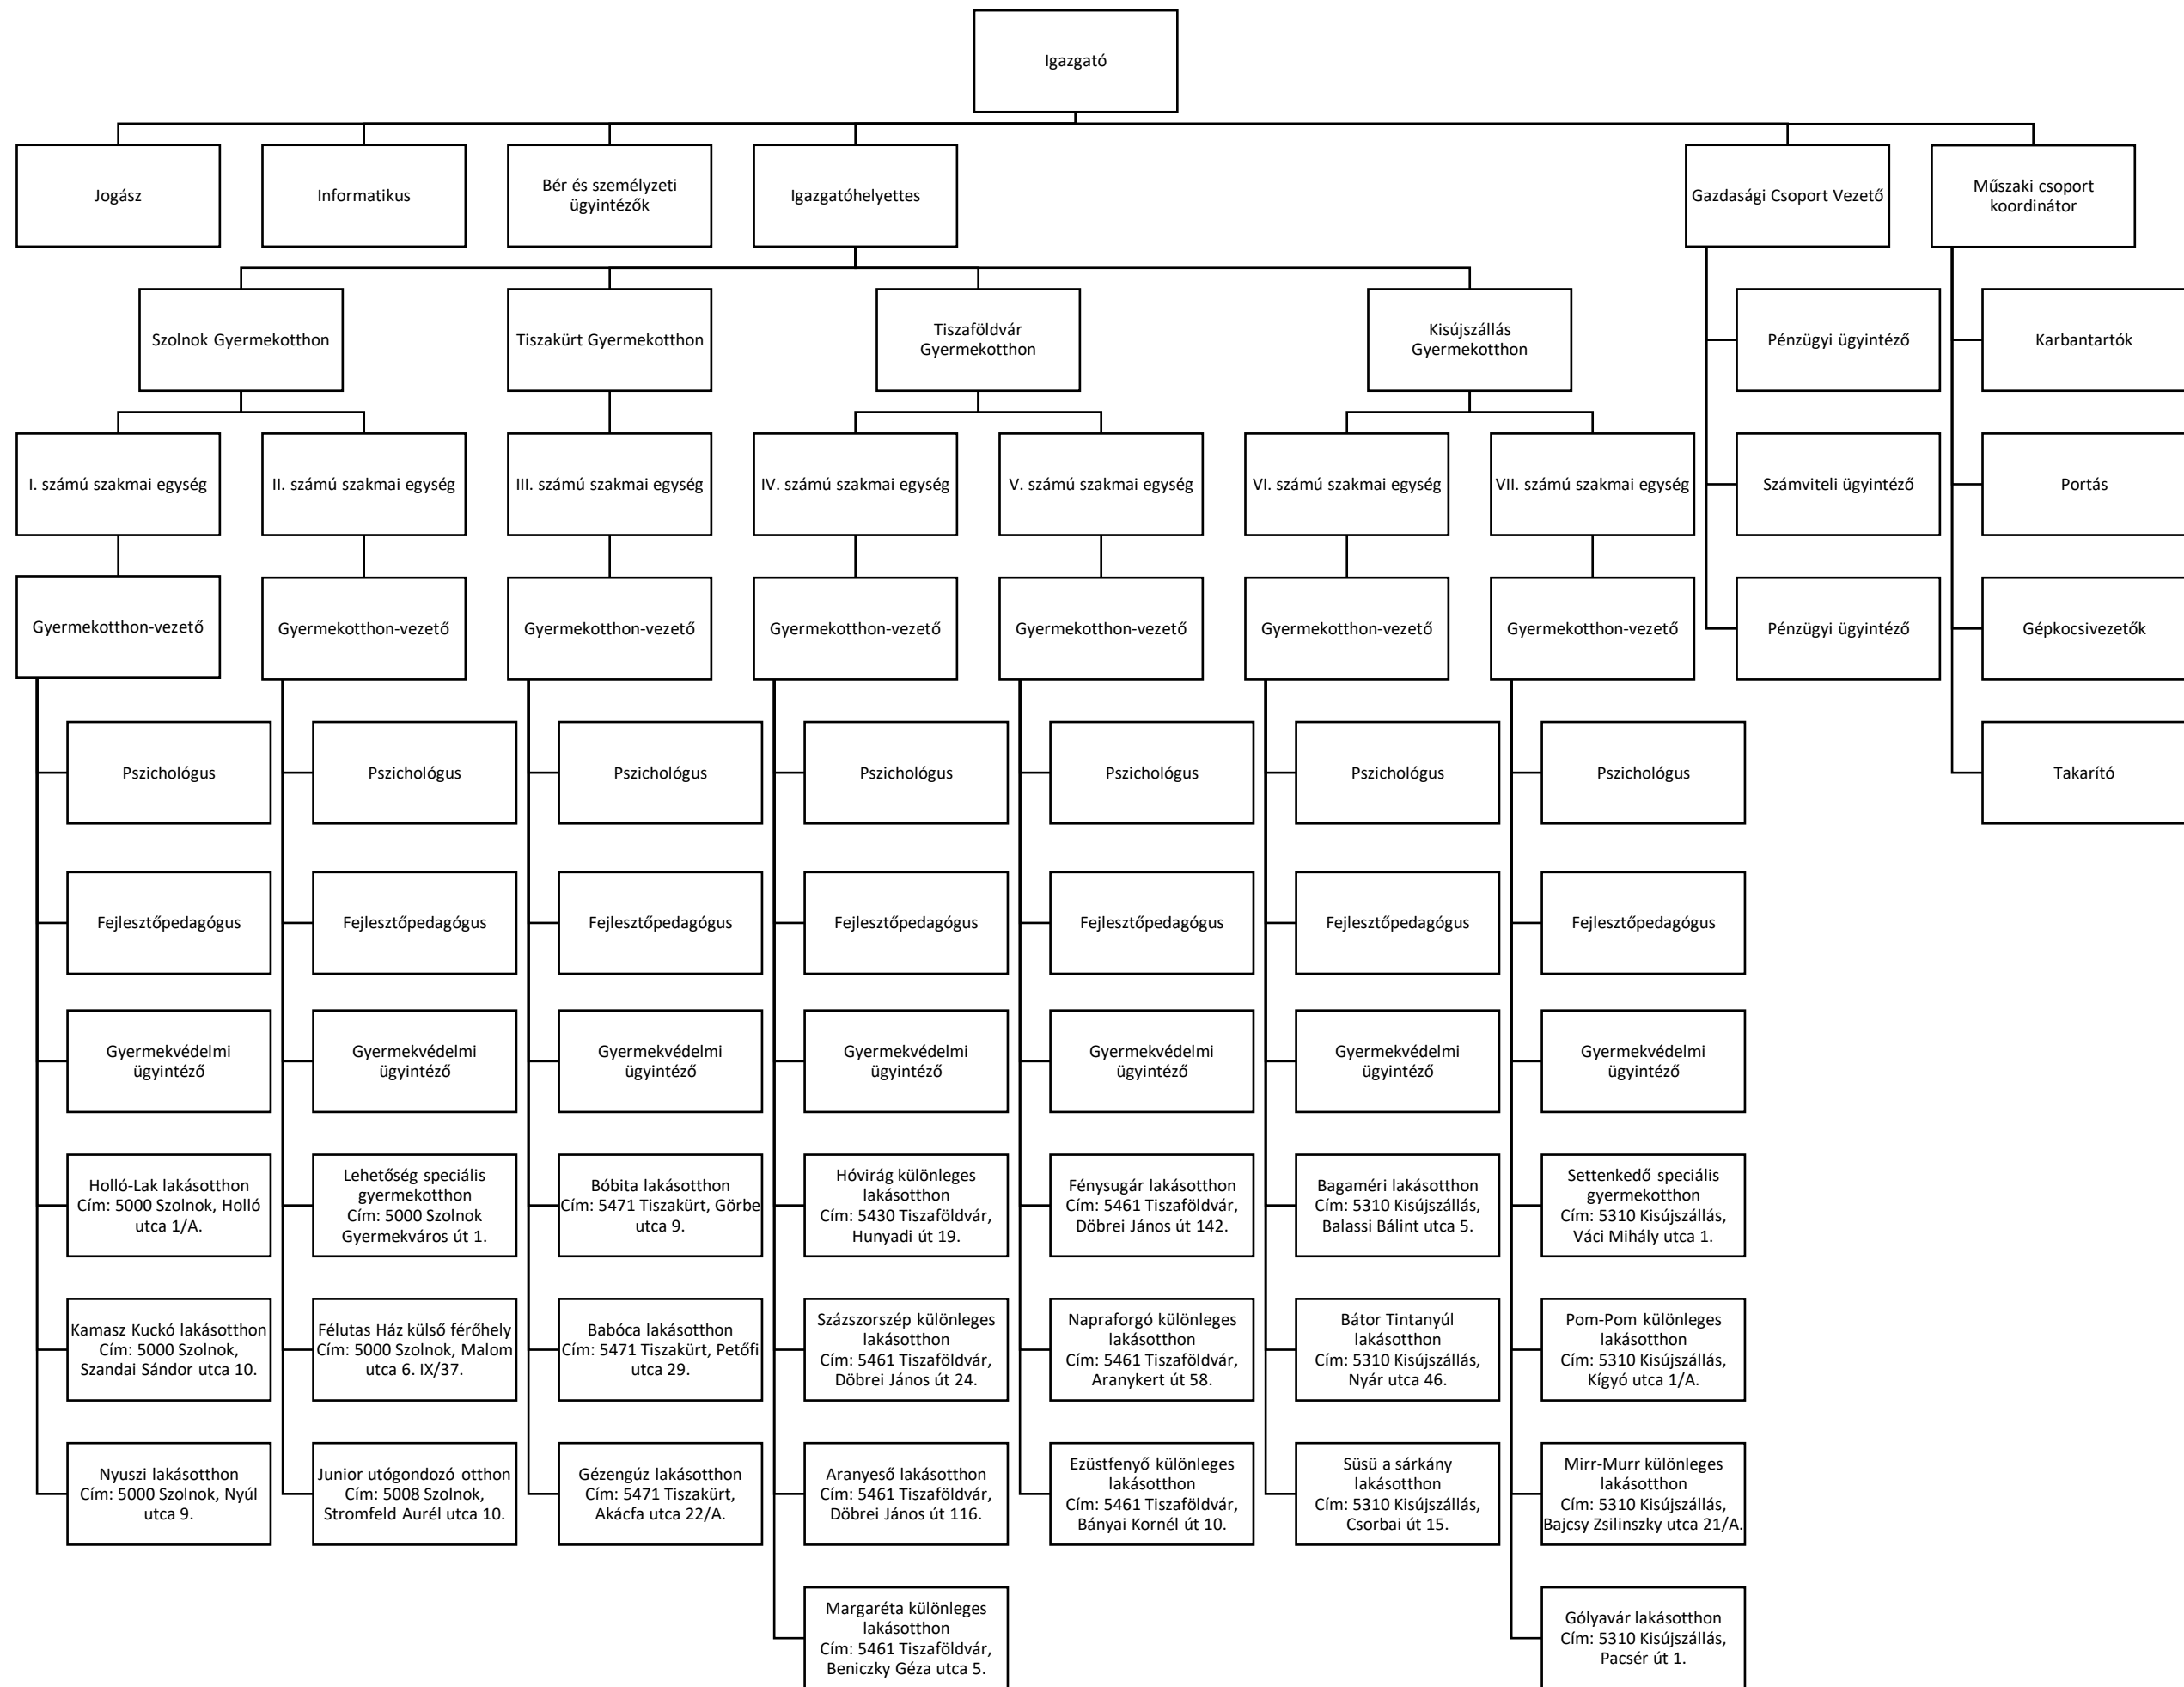 Igazgató
Jogász
Informatikus
Bér és személyzeti
ügyintézők
Igazgatóhelyettes
Gazdasági Csoport Vezető
Műszaki csoport
koordinátor
Szolnok Gyermekotthon
Tiszakürt Gyermekotthon
Tiszaföldvár
Gyermekotthon
Kisújszállás
Gyermekotthon
Pénzügyi ügyintéző
Karbantartók
I. számú szakmai egység
II. számú szakmai egység
III. számú szakmai egység
IV. számú szakmai egység
V. számú szakmai egység
VI. számú szakmai egység
VII. számú szakmai egység
Számviteli ügyintéző
Portás
Gyermekotthon-vezető
Gyermekotthon-vezető
Gyermekotthon-vezető
Gyermekotthon-vezető
Gyermekotthon-vezető
Gyermekotthon-vezető
Gyermekotthon-vezető
Pénzügyi ügyintéző
Gépkocsivezetők
Pszichológus
Pszichológus
Pszichológus
Pszichológus
Pszichológus
Pszichológus
Pszichológus
Takarító
Fejlesztőpedagógus
Fejlesztőpedagógus
Fejlesztőpedagógus
Fejlesztőpedagógus
Fejlesztőpedagógus
Fejlesztőpedagógus
Fejlesztőpedagógus
Gyermekvédelmi
ügyintéző
Gyermekvédelmi
ügyintéző
Gyermekvédelmi
ügyintéző
Gyermekvédelmi
ügyintéző
Gyermekvédelmi
ügyintéző
Gyermekvédelmi
ügyintéző
Gyermekvédelmi
ügyintéző
Holló-Lak lakásotthon
Cím: 5000 Szolnok, Holló
utca 1/A.
Lehetőség speciális
gyermekotthon
Cím: 5000 Szolnok
Gyermekváros út 1.
Bóbita lakásotthon
Cím: 5471 Tiszakürt, Görbe
utca 9.
Hóvirág különleges
lakásotthon
Cím: 5430 Tiszaföldvár,
Hunyadi út 19.
Fénysugár lakásotthon
Cím: 5461 Tiszaföldvár,
Döbrei János út 142.
Bagaméri lakásotthon
Cím: 5310 Kisújszállás,
Balassi Bálint utca 5.
Settenkedő speciális
gyermekotthon
Cím: 5310 Kisújszállás,
Váci Mihály utca 1.
Kamasz Kuckó lakásotthon
Cím: 5000 Szolnok,
Szandai Sándor utca 10.
Félutas Ház külső férőhely
Cím: 5000 Szolnok, Malom
utca 6. IX/37.
Babóca lakásotthon
Cím: 5471 Tiszakürt, Petőfi
utca 29.
Százszorszép különleges
lakásotthon
Cím: 5461 Tiszaföldvár,
Döbrei János út 24.
Napraforgó különleges
lakásotthon
Cím: 5461 Tiszaföldvár,
Aranykert út 58.
Bátor Tintanyúl
lakásotthon
Cím: 5310 Kisújszállás,
Nyár utca 46.
Pom-Pom különleges
lakásotthon
Cím: 5310 Kisújszállás,
Kígyó utca 1/A.
Nyuszi lakásotthon
Cím: 5000 Szolnok, Nyúl
utca 9.
Junior utógondozó otthon
Cím: 5008 Szolnok,
Stromfeld Aurél utca 10.
Gézengúz lakásotthon
Cím: 5471 Tiszakürt,
Akácfa utca 22/A.
Aranyeső lakásotthon
Cím: 5461 Tiszaföldvár,
Döbrei János út 116.
Ezüstfenyő különleges
lakásotthon
Cím: 5461 Tiszaföldvár,
Bányai Kornél út 10.
Süsü a sárkány
lakásotthon
Cím: 5310 Kisújszállás,
Csorbai út 15.
Mirr-Murr különleges
lakásotthon
Cím: 5310 Kisújszállás,
Bajcsy Zsilinszky utca 21/A.
Margaréta különleges
lakásotthon
Cím: 5461 Tiszaföldvár,
Beniczky Géza utca 5.
Gólyavár lakásotthon
Cím: 5310 Kisújszállás,
Pacsér út 1.